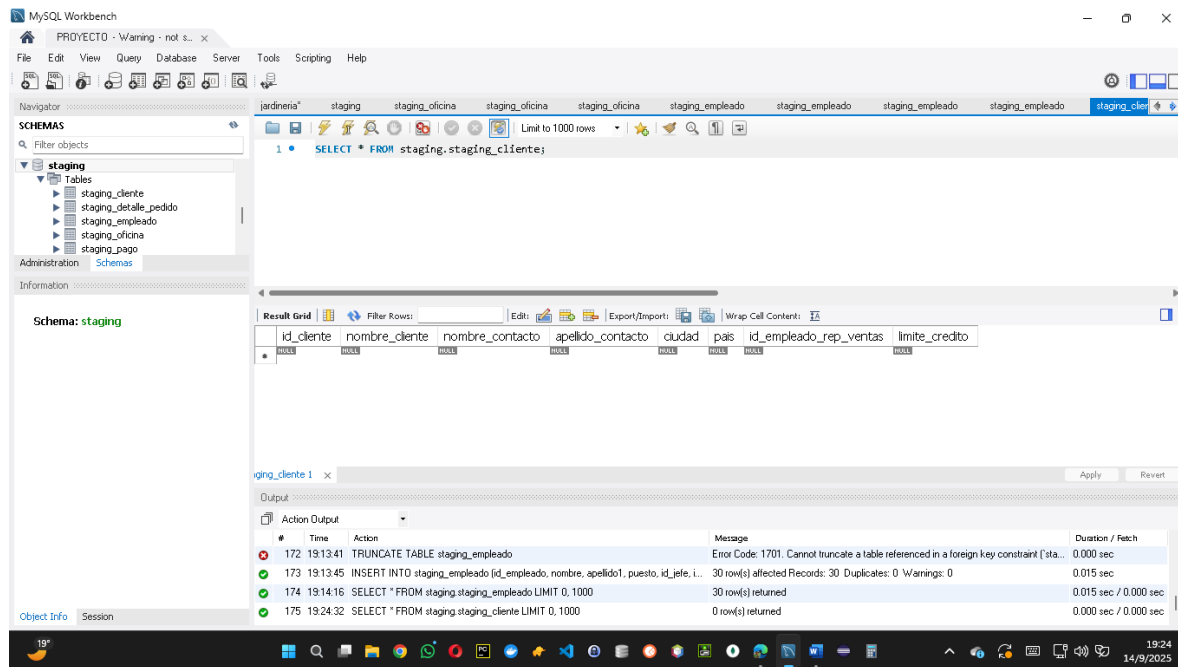 MySQL Workbench
PROYECTO - Warning - not s...
File Edit View Query Database Server Tools Scripting Help
Navigator
SCHEMAS
Filter objects
staging
Tables
staging_cliente
staging_detalle_pedido
staging_empleado
staging_oficina
staging_pago
Administration Schemas
Information
Schema: staging
Object Info Session
jardineria* staging staging_oficina staging_oficina staging_oficina staging_empleado staging_empleado staging_empleado staging_empleado staging_clier
Limit to 1000 rows
1 SELECT * FROM staging.staging_cliente;
Result Grid Filter Rows: Edit: Export/Import: Wrap Cell Content:
id_cliente nombre_cliente nombre_contacto apellido_contacto ciudad pais id_empleado_rep_ventas limite_credito
* NULL NULL NULL NULL NULL NULL NULL NULL
aging_cliente 1 Apply Revert
Output
Action Output
# Time Action Message Duration / Fetch
172 19:13:41 TRUNCATE TABLE staging_empleado Error Code: 1701. Cannot truncate a table referenced in a foreign key constraint (`sta... 0.000 sec
173 19:13:45 INSERT INTO staging_empleado (id_empleado, nombre, apellido1, puesto, id_jefe, i... 30 row(s) affected Records: 30 Duplicates: 0 Warnings: 0 0.015 sec
174 19:14:16 SELECT * FROM staging.staging_empleado LIMIT 0, 1000 30 row(s) returned 0.015 sec / 0.000 sec
175 19:24:32 SELECT * FROM staging.staging_cliente LIMIT 0, 1000 0 row(s) returned 0.000 sec / 0.000 sec
19°
19:24
14/9/2025